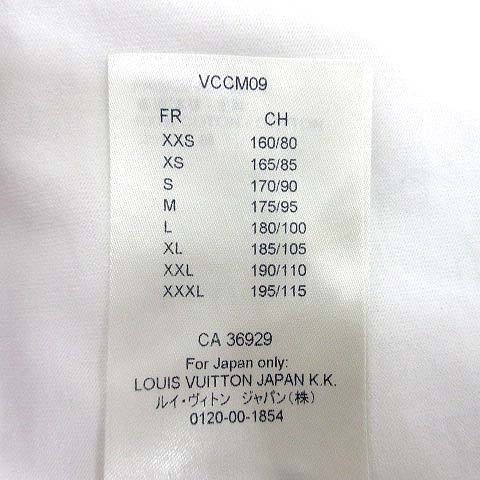 VCCM09
FR CH
XXS 160/80
XS 165/85
S 170/90
M 175/95
L 180/100
XL 185/105
XXL 190/110
XXXL 195/115
CA 36929
For Japan only:
LOUIS VUITTON JAPAN K.K.
ルイ・ヴィトン ジャパン(株)
0120-00-1854